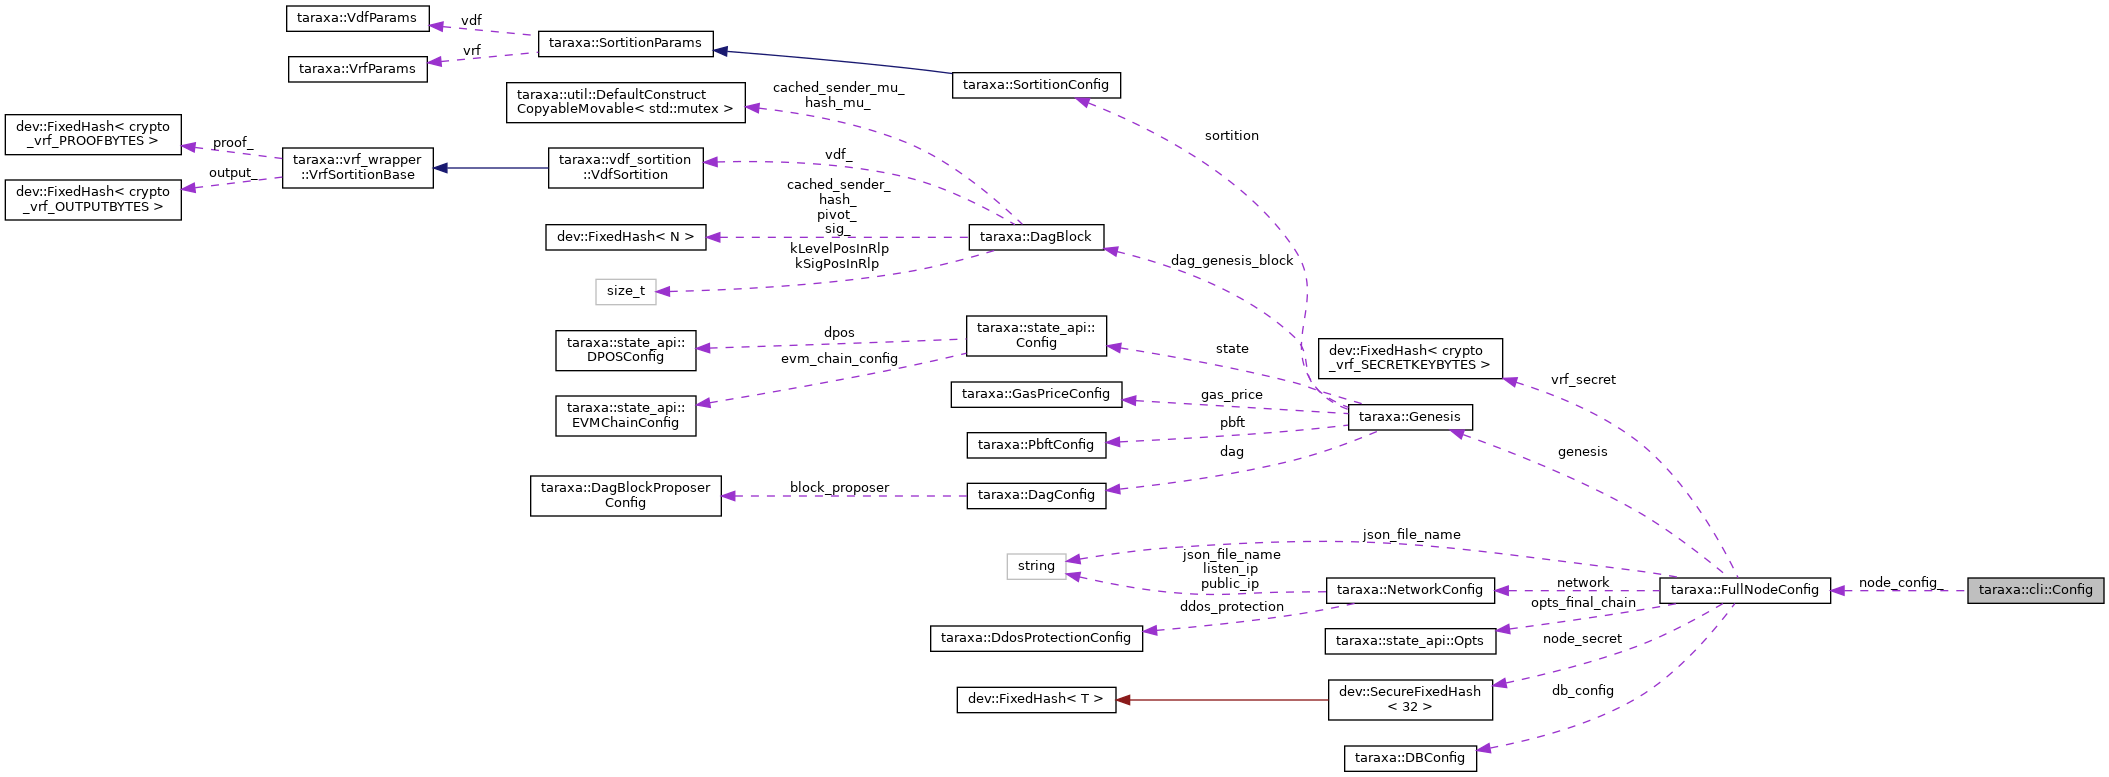 taraxa::VdfParams
vdf
taraxa::SortitionParams
vrf
taraxa::VrfParams
taraxa::SortitionConfig
taraxa::util::DefaultConstruct
CopyableMovable< std::mutex >
cached_sender_mu_
hash_mu_
dev::FixedHash< crypto
_vrf_PROOFBYTES >
proof_
sortition
taraxa::vrf_wrapper
::VrfSortitionBase
taraxa::vdf_sortition
::VdfSortition
vdf_
output_
dev::FixedHash< crypto
_vrf_OUTPUTBYTES >
cached_sender_
hash_
pivot_
sig_
dev::FixedHash< N >
taraxa::DagBlock
kLevelPosInRlp
kSigPosInRlp
dag_genesis_block
size_t
taraxa::state_api::
Config
dpos
taraxa::state_api::
DPOSConfig
evm_chain_config
state
dev::FixedHash< crypto
_vrf_SECRETKEYBYTES >
vrf_secret
taraxa::GasPriceConfig
gas_price
taraxa::state_api::
EVMChainConfig
taraxa::Genesis
pbft
taraxa::PbftConfig
dag
genesis
taraxa::DagBlockProposer
Config
block_proposer
taraxa::DagConfig
json_file_name
string
json_file_name
listen_ip
public_ip
taraxa::NetworkConfig
network
taraxa::FullNodeConfig
node_config_
taraxa::cli::Config
ddos_protection
opts_final_chain
taraxa::DdosProtectionConfig
taraxa::state_api::Opts
node_secret
dev::FixedHash< T >
dev::SecureFixedHash
< 32 >
db_config
taraxa::DBConfig